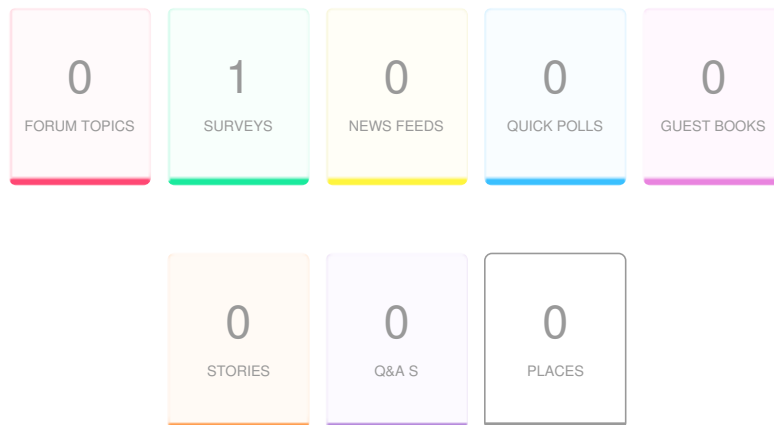 0 1 0 0 0
FORUM TOPICS SURVEYS NEWS FEEDS QUICK POLLS GUEST BOOKS
0 0 0
STORIES Q&A S PLACES